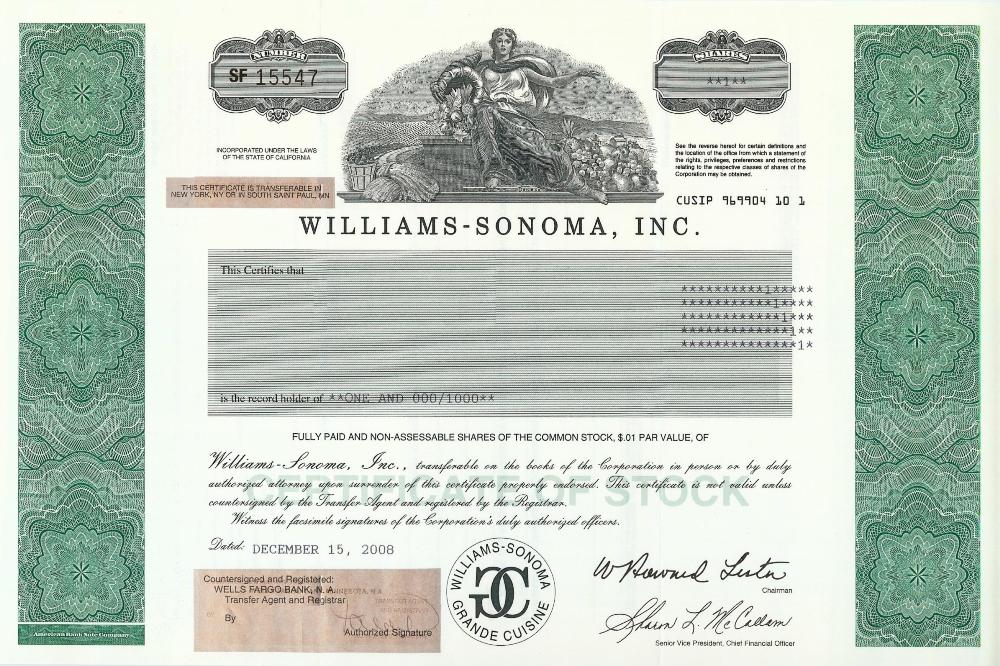 NUMBER
SF 15547
SHARES
**1**
INCORPORATED UNDER THE LAWS
OF THE STATE OF CALIFORNIA
THIS CERTIFICATE IS TRANSFERABLE IN
NEW YORK, NY OR IN SOUTH SAINT PAUL, MN
See the reverse hereof for certain definitions and
the location of the office from which a statement of
the rights, privileges, preferences and restrictions
relating to the respective classes of shares of the
Corporation may be obtained.
CUSIP 969904 10 1
WILLIAMS-SONOMA, INC.
This Certifies that
**********1*****
***********1****
************1***
*************1**
**************1*
is the record holder of **ONE AND 000/1000**
FULLY PAID AND NON-ASSESSABLE SHARES OF THE COMMON STOCK, $.01 PAR VALUE, OF
Williams-Sonoma, Inc., transferable on the books of the Corporation in person or by duly
authorized attorney upon surrender of this certificate properly endorsed. This certificate is not valid unless
CERTIFICATE OF STOCK
countersigned by the Transfer Agent and registered by the Registrar.
Witness the facsimile signatures of the Corporation's duly authorized officers.
Dated: DECEMBER 15, 2008
Countersigned and Registered:
WELLS FARGO BANK, N.A.
Transfer Agent and Registrar
By
Authorized Signature
WILLIAMS-SONOMA
GC
GRANDE CUISINE
W Howard Lester
Chairman
Sharon L. McCollam
Senior Vice President, Chief Financial Officer
American Bank Note Company